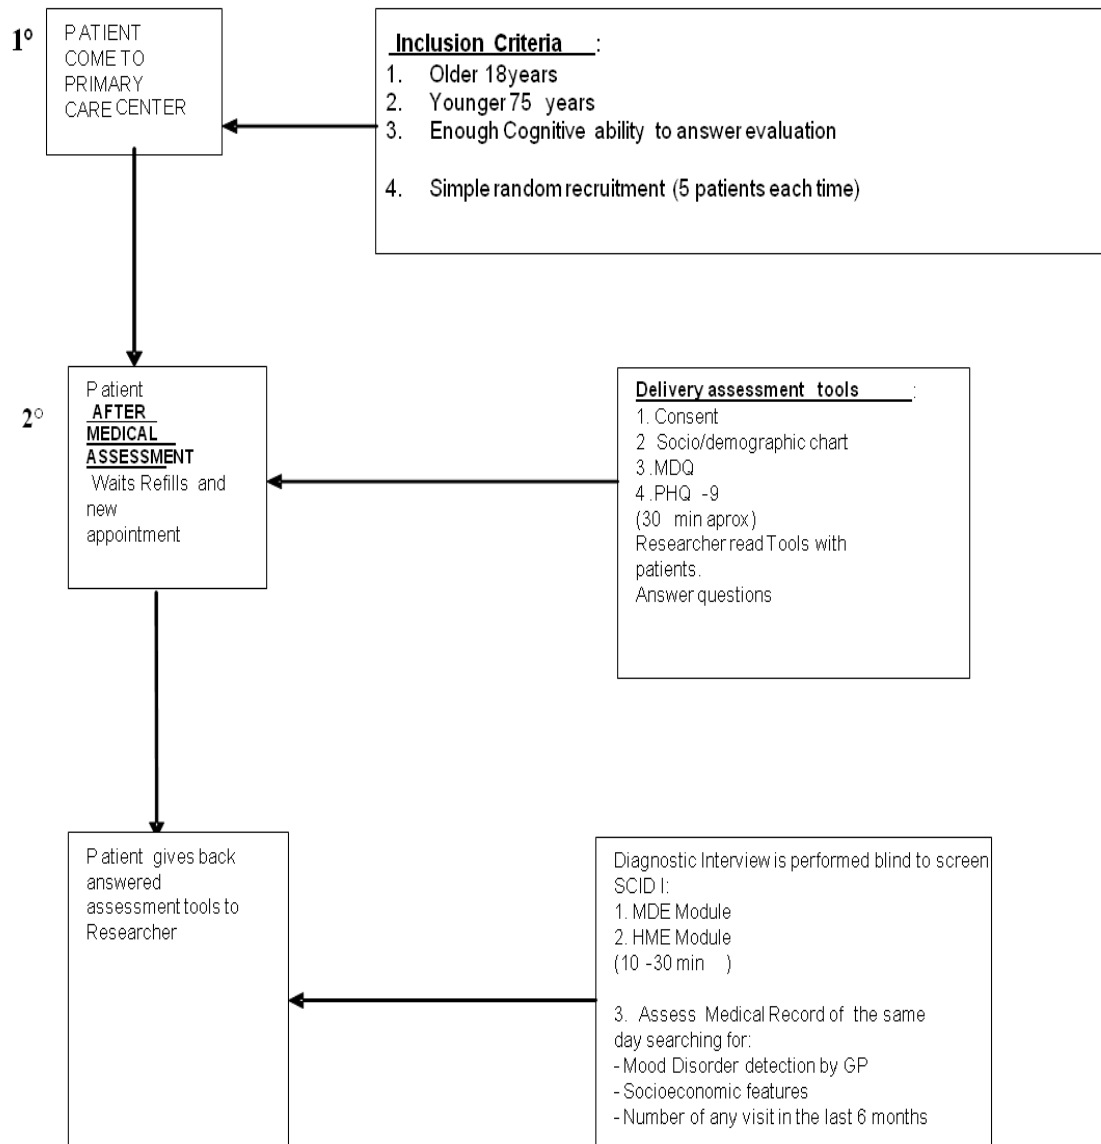 1º
PATIENT
COME TO
PRIMARY
CARE CENTER
Inclusion Criteria :
1. Older 18years
2. Younger 75 years
3. Enough Cognitive ability to answer evaluation
4. Simple random recruitment (5 patients each time)
2°
Patient
AFTER
MEDICAL
ASSESSMENT
Waits Refills and
new
appointment
Delivery assessment tools :
1. Consent
2 Socio/demographic chart
3 .MDQ
4 .PHQ -9
(30 min aprox)
Researcher read Tools with
patients.
Answer questions
Patient gives back
answered
assessment tools to
Researcher
Diagnostic Interview is performed blind to screen
SCID I:
1. MDE Module
2. HME Module
(10 -30 min )
3. Assess Medical Record of the same
day searching for:
- Mood Disorder detection by GP
- Socioeconomic features
- Number of any visit in the last 6 months